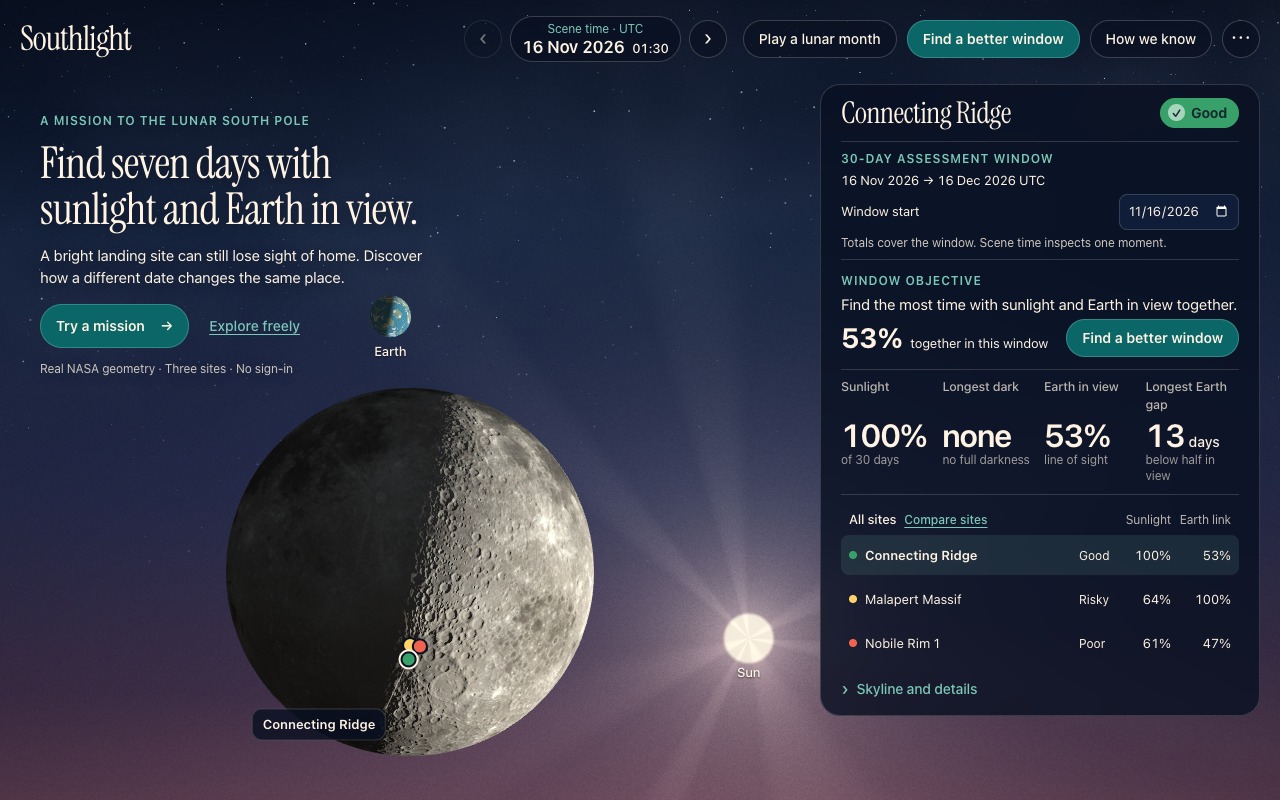 Southlight
‹
Scene time · UTC
16 Nov 2026 01:30
›
Play a lunar month
Find a better window
How we know
···
A MISSION TO THE LUNAR SOUTH POLE
Find seven days with
sunlight and Earth in view.
A bright landing site can still lose sight of home. Discover
how a different date changes the same place.
Try a mission →
Explore freely
Real NASA geometry · Three sites · No sign-in
Earth
Sun
Connecting Ridge
Connecting Ridge
Good
30-DAY ASSESSMENT WINDOW
16 Nov 2026 → 16 Dec 2026 UTC
Window start
11/16/2026
Totals cover the window. Scene time inspects one moment.
WINDOW OBJECTIVE
Find the most time with sunlight and Earth in view together.
53% together in this window
Find a better window
Sunlight
100%
of 30 days
Longest dark
none
no full darkness
Earth in view
53%
line of sight
Longest Earth
gap
13 days
below half in
view
All sites Compare sites Sunlight Earth link
Connecting Ridge Good 100% 53%
Malapert Massif Risky 64% 100%
Nobile Rim 1 Poor 61% 47%
› Skyline and details